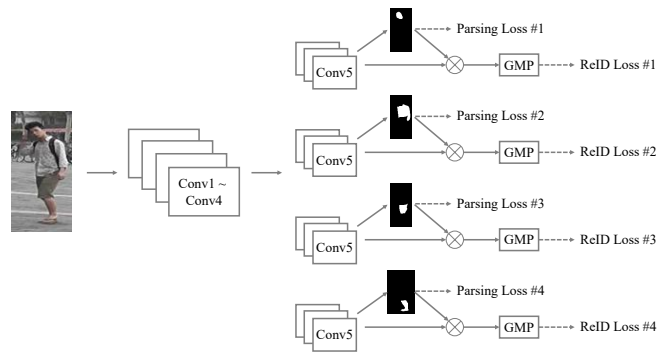 Parsing Loss #1
Conv5
GMP
ReID Loss #1
Parsing Loss #2
Conv5
GMP
ReID Loss #2
Conv1 ~
Conv4
Parsing Loss #3
Conv5
GMP
ReID Loss #3
Parsing Loss #4
Conv5
GMP
ReID Loss #4